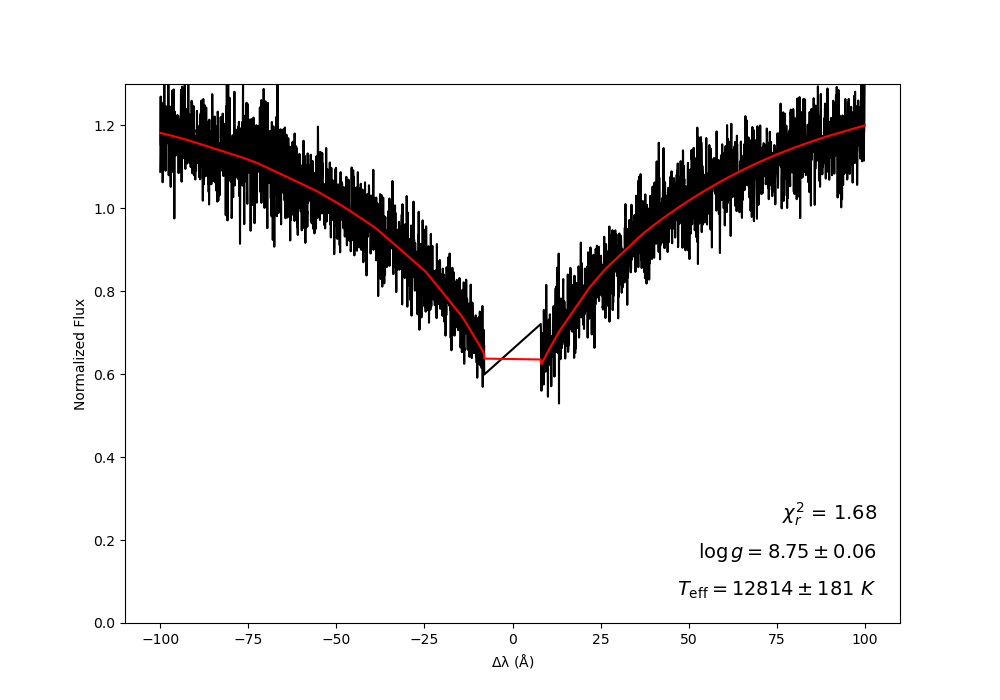 1.2
1.0
0.8
0.6
0.4
0.2
0.0
Normalized Flux
χ²ᵣ = 1.68
log g = 8.75 ± 0.06
T_eff = 12814 ± 181 K
−100 −75 −50 −25 0 25 50 75 100
Δλ (Å)